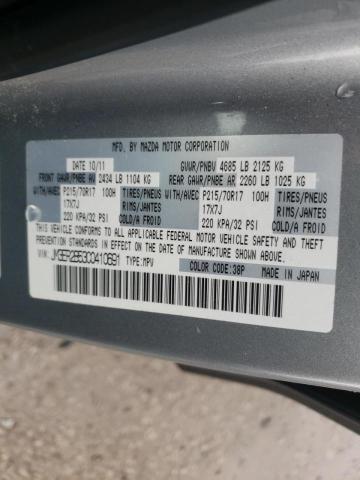 MFD. BY MAZDA MOTOR CORPORATION
DATE 10/11 GVWR/PNBV 4685 LB 2125 KG
FRONT GAWR/PNBE AV 2434 LB 1104 KG REAR GAWR/PNBE AR 2260 LB 1025 KG
WITH/AVEC P215/70R17 100H TIRES/PNEUS WITH/AVEC P215/70R17 100H TIRES/PNEUS
17X7J RIMS/JANTES 17X7J RIMS/JANTES
220 KPA/32 PSI COLD/A FROID 220 KPA/32 PSI COLD/A FROID
THIS VEHICLE CONFORMS TO ALL APPLICABLE FEDERAL MOTOR VEHICLE SAFETY AND THEFT
PREVENTION STANDARDS IN EFFECT ON THE DATE OF MANUFACTURE SHOWN ABOVE.
JM3ER2B53C0410691 TYPE: MPV COLOR CODE: 38P MADE IN JAPAN